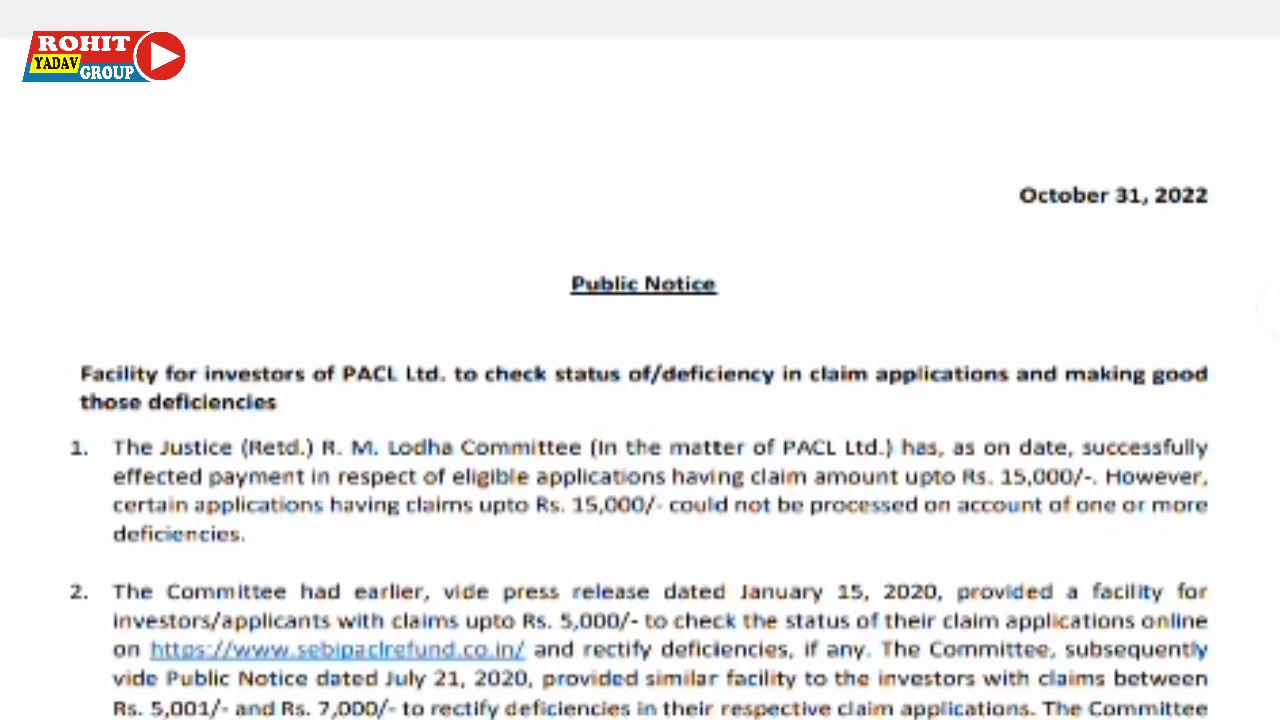 ROHIT
YADAV
GROUP
October 31, 2022
Public Notice
Facility for investors of PACL Ltd. to check status of/deficiency in claim applications and making good
those deficiencies
1. The Justice (Retd.) R. M. Lodha Committee (In the matter of PACL Ltd.) has, as on date, successfully
effected payment in respect of eligible applications having claim amount upto Rs. 15,000/-. However,
certain applications having claims upto Rs. 15,000/- could not be processed on account of one or more
deficiencies.
2. The Committee had earlier, vide press release dated January 15, 2020, provided a facility for
investors/applicants with claims upto Rs. 5,000/- to check the status of their claim applications online
on https://www.sebipaclrefund.co.in/ and rectify deficiencies, if any. The Committee, subsequently
vide Public Notice dated July 21, 2020, provided similar facility to the investors with claims between
Rs. 5,001/- and Rs. 7,000/- to rectify deficiencies in their respective claim applications. The Committee